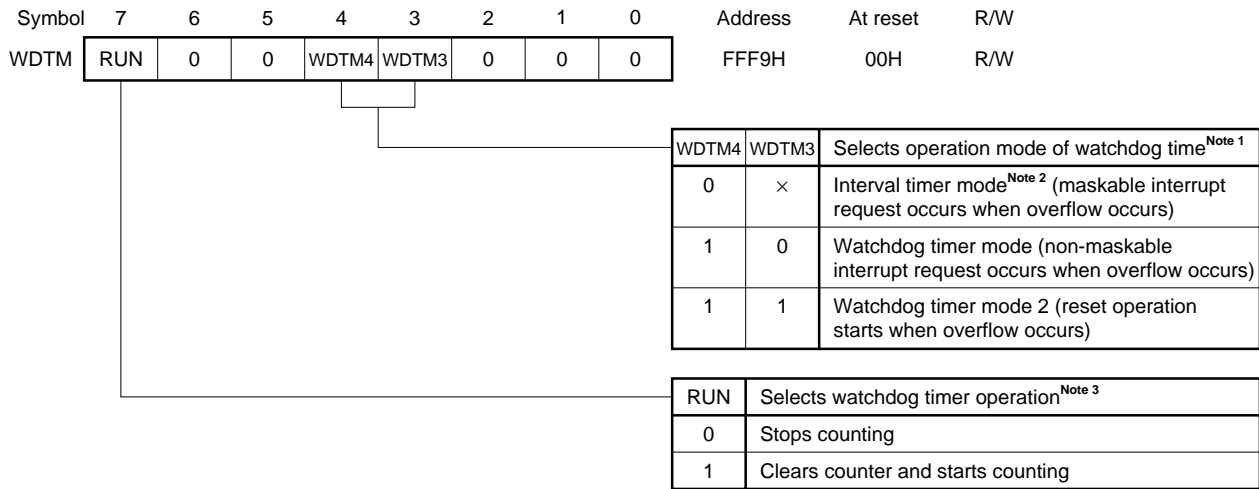 Symbol 7 6 5 4 3 2 1 0 Address At reset R/W
WDTM RUN 0 0 WDTM4 WDTM3 0 0 0 FFF9H 00H R/W
WDTM4 WDTM3 Selects operation mode of watchdog time Note 1
0 × Interval timer mode Note 2 (maskable interrupt
request occurs when overflow occurs)
1 0 Watchdog timer mode (non-maskable
interrupt request occurs when overflow occurs)
1 1 Watchdog timer mode 2 (reset operation
starts when overflow occurs)
RUN Selects watchdog timer operation Note 3
0 Stops counting
1 Clears counter and starts counting